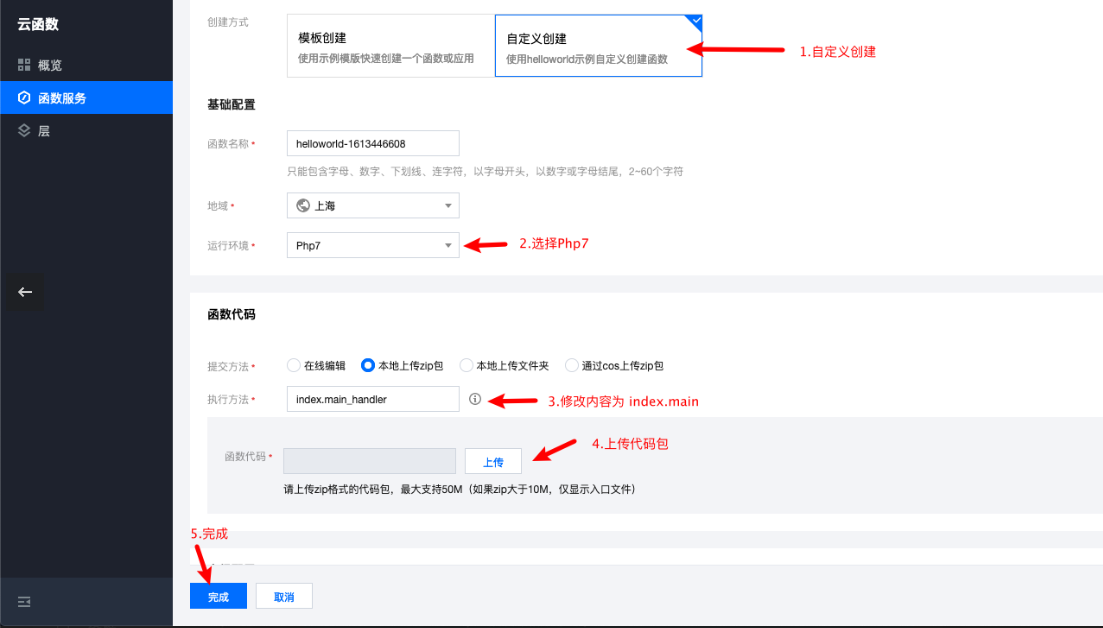 云函数
概览
函数服务
层
创建方式
模板创建
使用示例模版快速创建一个函数或应用
自定义创建
使用helloworld示例自定义创建函数
1.自定义创建
基础配置
函数名称*
helloworld-1613446608
只能包含字母、数字、下划线、连字符，以字母开头，以数字或字母结尾，2~60个字符
地域*
上海
运行环境*
Php7
2.选择Php7
函数代码
提交方法*
在线编辑
本地上传zip包
本地上传文件夹
通过cos上传zip包
执行方法*
index.main_handler
3.修改内容为 index.main
函数代码*
上传
4.上传代码包
请上传zip格式的代码包，最大支持50M（如果zip大于10M，仅显示入口文件）
5.完成
完成
取消